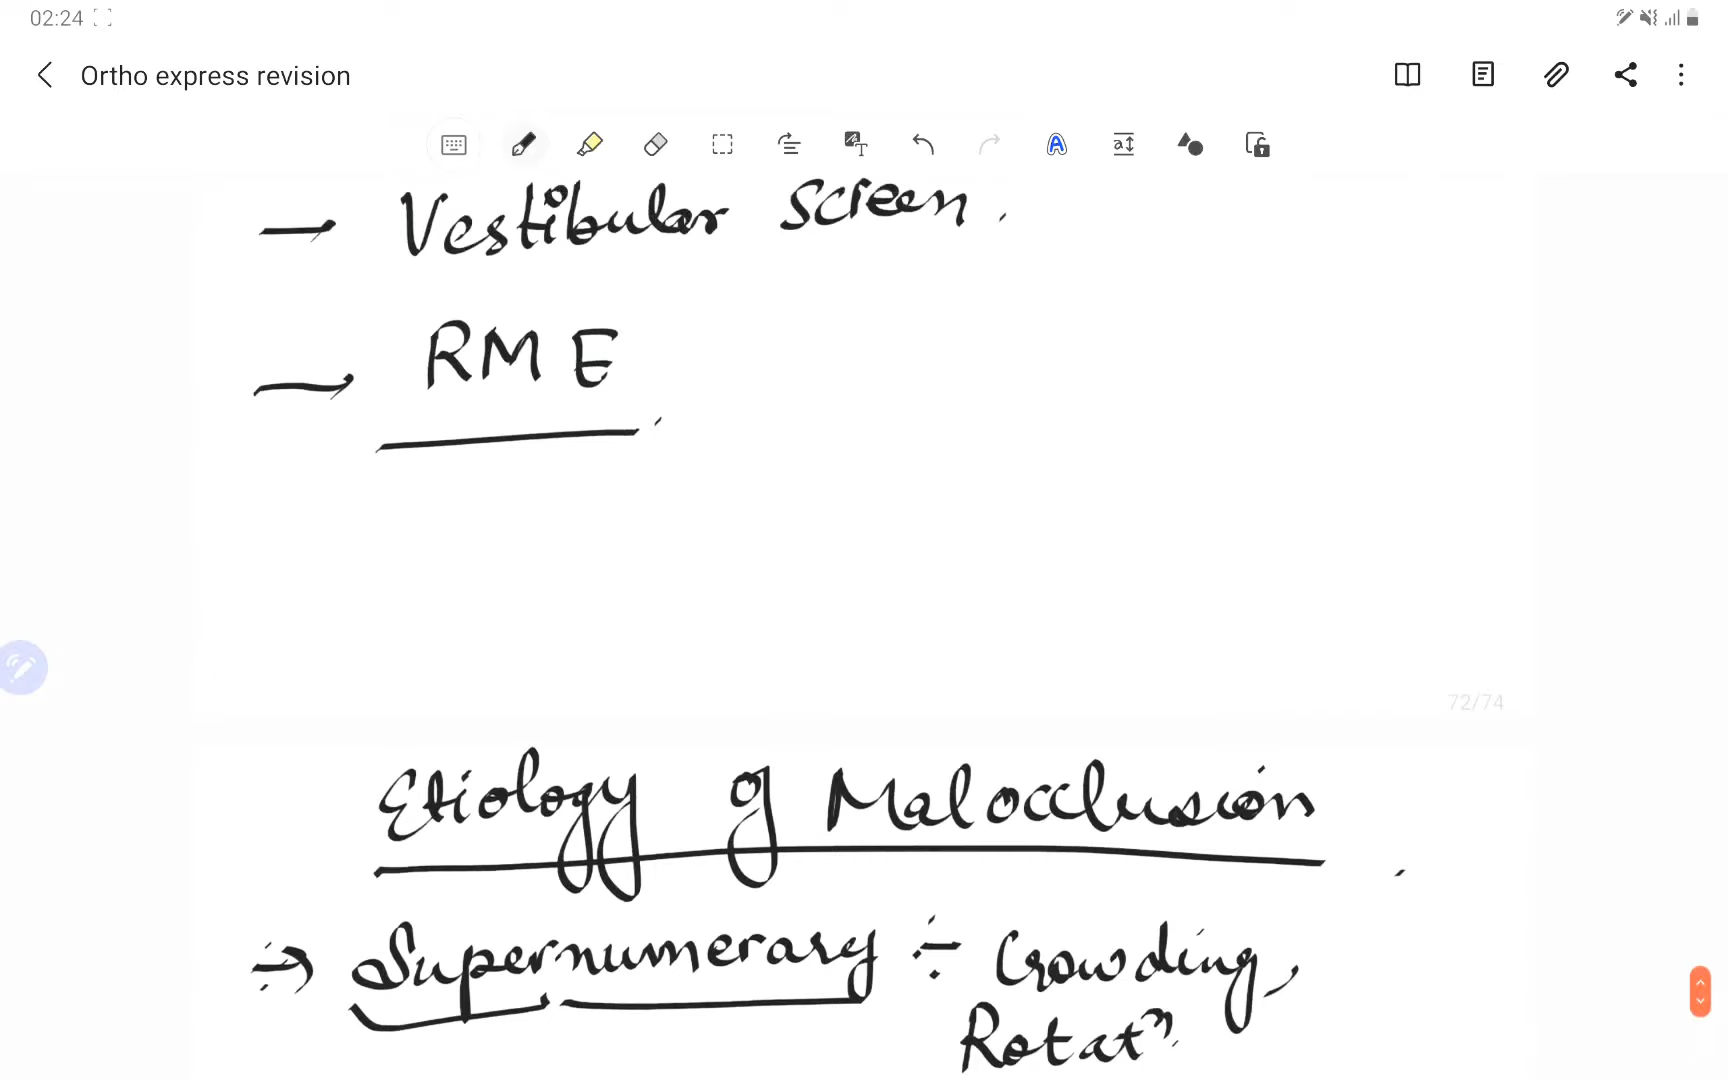 02:24
Ortho express revision
→ Vestibular screen.
→ RME
72/74
Etiology of Malocclusion
→ Supernumerary ÷ Crowding,
Rotatⁿ